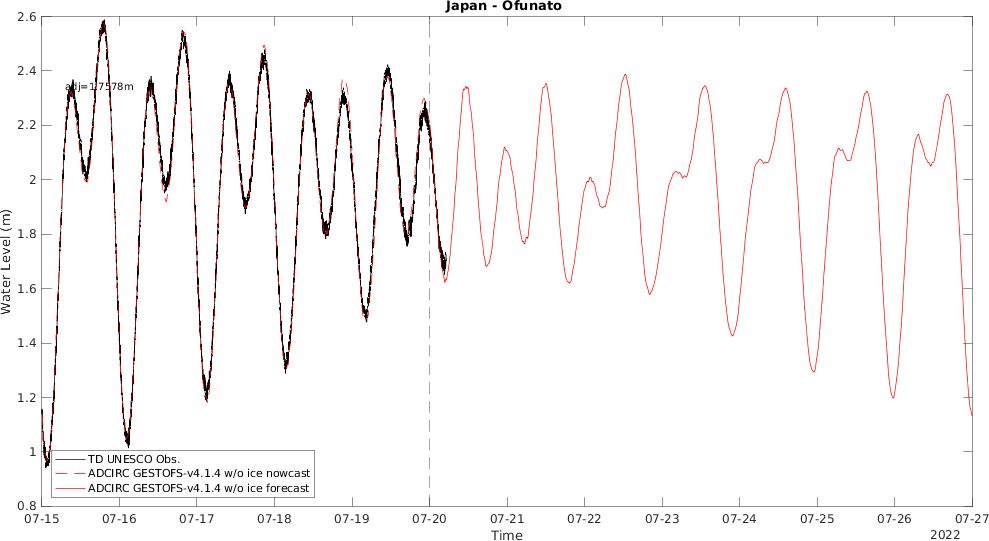 Japan - Ofunato
2.6
2.4
2.2
2
1.8
1.6
1.4
1.2
1
0.8
Water Level (m)
adj=1.7578m
TD UNESCO Obs.
ADCIRC GESTOFS-v4.1.4 w/o ice nowcast
ADCIRC GESTOFS-v4.1.4 w/o ice forecast
07-15 07-16 07-17 07-18 07-19 07-20 07-21 07-22 07-23 07-24 07-25 07-26 07-27
Time
2022